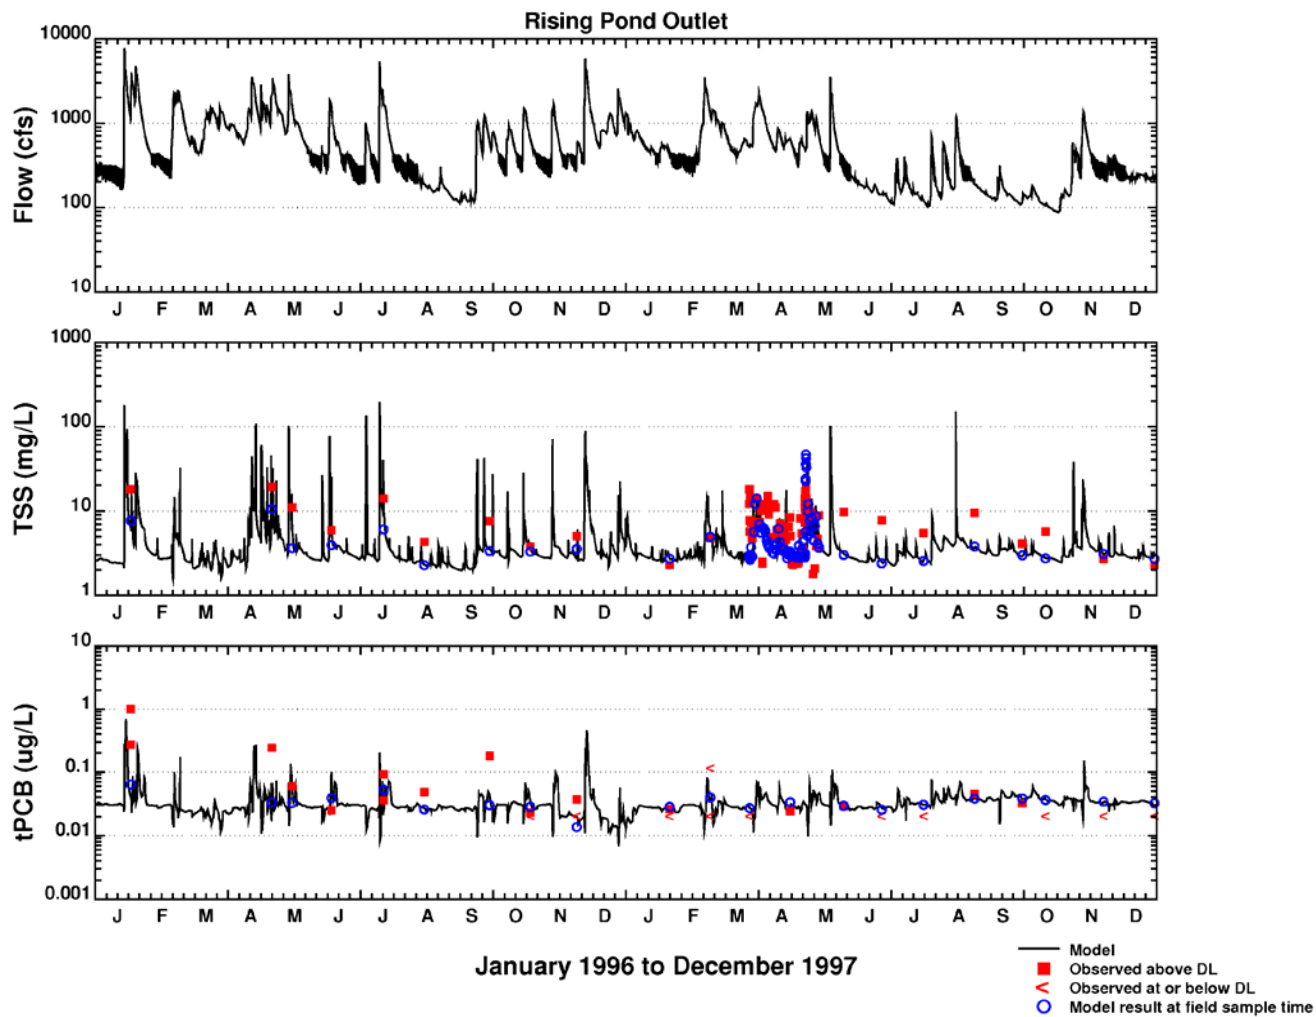 Rising Pond Outlet
10000
1000
100
10
Flow (cfs)
J F M A M J J A S O N D J F M A M J J A S O N D
1000
100
10
1
TSS (mg/L)
J F M A M J J A S O N D J F M A M J J A S O N D
10
1
0.1
0.01
0.001
tPCB (ug/L)
J F M A M J J A S O N D J F M A M J J A S O N D
January 1996 to December 1997
Model
Observed above DL
< Observed at or below DL
Model result at field sample time